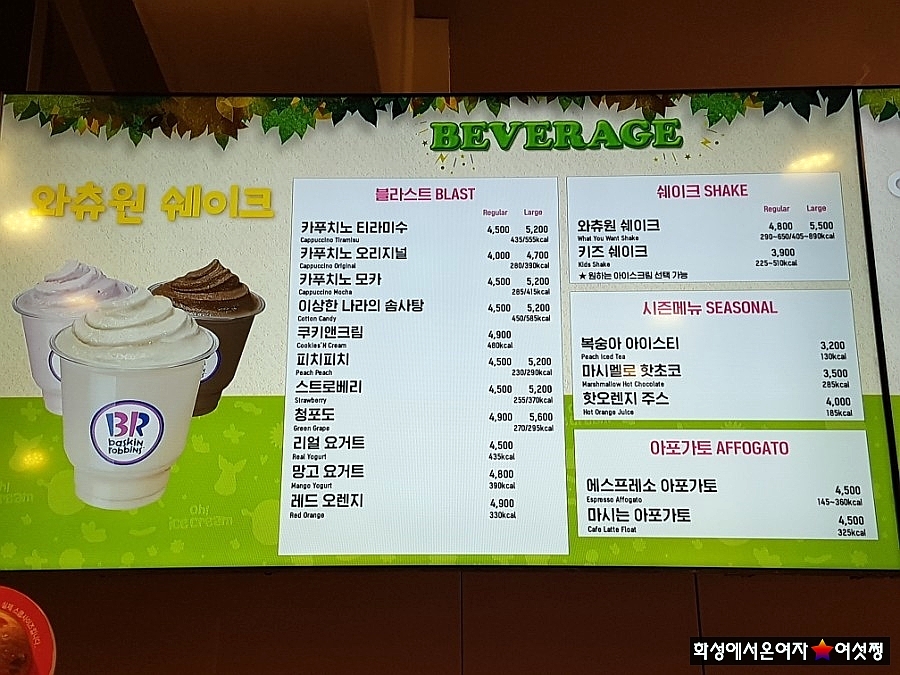 BEVERAGE
와츄원 쉐이크
BR
baskin
robbins
oh!
icecream
블라스트 BLAST
Regular Large
카푸치노 티라미수 4,500 5,200
Cappuccino Tiramisu 435/555kcal
카푸치노 오리지널 4,000 4,700
Cappuccino Original 280/390kcal
카푸치노 모카 4,500 5,200
Cappuccino Mocha 285/415kcal
이상한 나라의 솜사탕 4,500 5,200
Cotton Candy 450/585kcal
쿠키앤크림 4,900
Cookies'N Cream 480kcal
피치피치 4,500 5,200
Peach Peach 230/290kcal
스트로베리 4,500 5,200
Strawberry 255/370kcal
청포도 4,900 5,600
Green Grape 270/295kcal
리얼 요거트 4,500
Real Yogurt 435kcal
망고 요거트 4,800
Mango Yogurt 390kcal
레드 오렌지 4,900
Red Orange 330kcal
쉐이크 SHAKE
Regular Large
와츄원 쉐이크 4,800 5,500
What You Want Shake 290~650/405~890kcal
키즈 쉐이크 3,900
Kids Shake 225~510kcal
★ 원하는 아이스크림 선택 가능
시즌메뉴 SEASONAL
복숭아 아이스티 3,200
Peach Iced Tea 130kcal
마시멜로 핫초코 3,500
Marshmallow Hot Chocolate 285kcal
핫오렌지 주스 4,000
Hot Orange Juice 185kcal
아포가토 AFFOGATO
에스프레소 아포가토 4,500
Espresso Affogato 145~360kcal
마시는 아포가토 4,500
Cafe Latte Float 325kcal
화성에서온여자★여섯쩡